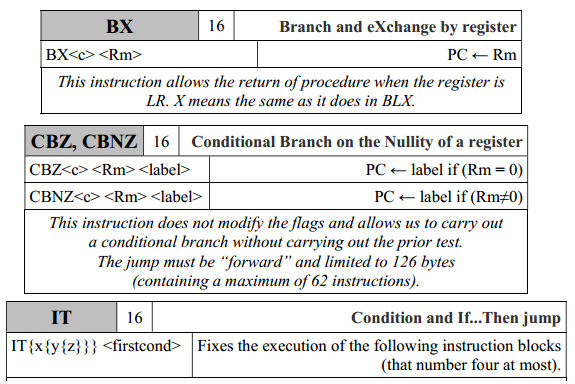 BX 16 Branch and eXchange by register
BX<c> <Rm> PC ← Rm
This instruction allows the return of procedure when the register is
LR. X means the same as it does in BLX.
CBZ, CBNZ 16 Conditional Branch on the Nullity of a register
CBZ<c> <Rm> <label> PC ← label if (Rm = 0)
CBNZ<c> <Rm> <label> PC ← label if (Rm≠0)
This instruction does not modify the flags and allows us to carry out
a conditional branch without carrying out the prior test.
The jump must be “forward” and limited to 126 bytes
(containing a maximum of 62 instructions).
IT 16 Condition and If...Then jump
IT{x{y{z}}} <firstcond> Fixes the execution of the following instruction blocks
(that number four at most).